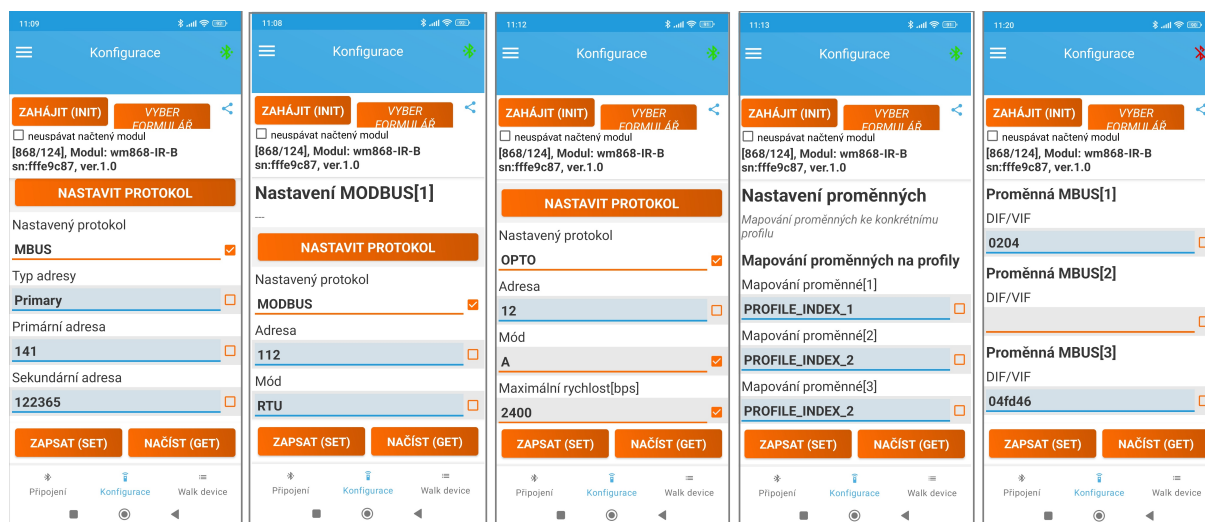 11:09
Konfigurace
ZAHÁJIT (INIT)
VYBER
FORMULÁŘ
neuspávat načtený modul
[868/124], Modul: wm868-IR-B
sn:fffe9c87, ver.1.0
NASTAVIT PROTOKOL
Nastavený protokol
MBUS
Typ adresy
Primary
Primární adresa
141
Sekundární adresa
122365
ZAPSAT (SET)
NAČÍST (GET)
Připojení
Konfigurace
Walk device
11:08
Konfigurace
ZAHÁJIT (INIT)
VYBER
FORMULÁŘ
neuspávat načtený modul
[868/124], Modul: wm868-IR-B
sn:fffe9c87, ver.1.0
Nastavení MODBUS[1]
---
NASTAVIT PROTOKOL
Nastavený protokol
MODBUS
Adresa
112
Mód
RTU
ZAPSAT (SET)
NAČÍST (GET)
Připojení
Konfigurace
Walk device
11:12
Konfigurace
ZAHÁJIT (INIT)
VYBER
FORMULÁŘ
neuspávat načtený modul
[868/124], Modul: wm868-IR-B
sn:fffe9c87, ver.1.0
NASTAVIT PROTOKOL
Nastavený protokol
OPTO
Adresa
12
Mód
A
Maximální rychlost[bps]
2400
ZAPSAT (SET)
NAČÍST (GET)
Připojení
Konfigurace
Walk device
11:13
Konfigurace
ZAHÁJIT (INIT)
VYBER
FORMULÁŘ
neuspávat načtený modul
[868/124], Modul: wm868-IR-B
sn:fffe9c87, ver.1.0
Nastavení proměnných
Mapování proměnných ke konkrétnímu
profilu
Mapování proměnných na profily
Mapování proměnné[1]
PROFILE_INDEX_1
Mapování proměnné[2]
PROFILE_INDEX_2
Mapování proměnné[3]
PROFILE_INDEX_2
ZAPSAT (SET)
NAČÍST (GET)
Připojení
Konfigurace
Walk device
11:20
Konfigurace
ZAHÁJIT (INIT)
VYBER
FORMULÁŘ
neuspávat načtený modul
[868/124], Modul: wm868-IR-B
sn:fffe9c87, ver.1.0
Proměnná MBUS[1]
DIF/VIF
0204
Proměnná MBUS[2]
DIF/VIF
Proměnná MBUS[3]
DIF/VIF
04fd46
ZAPSAT (SET)
NAČÍST (GET)
Připojení
Konfigurace
Walk device